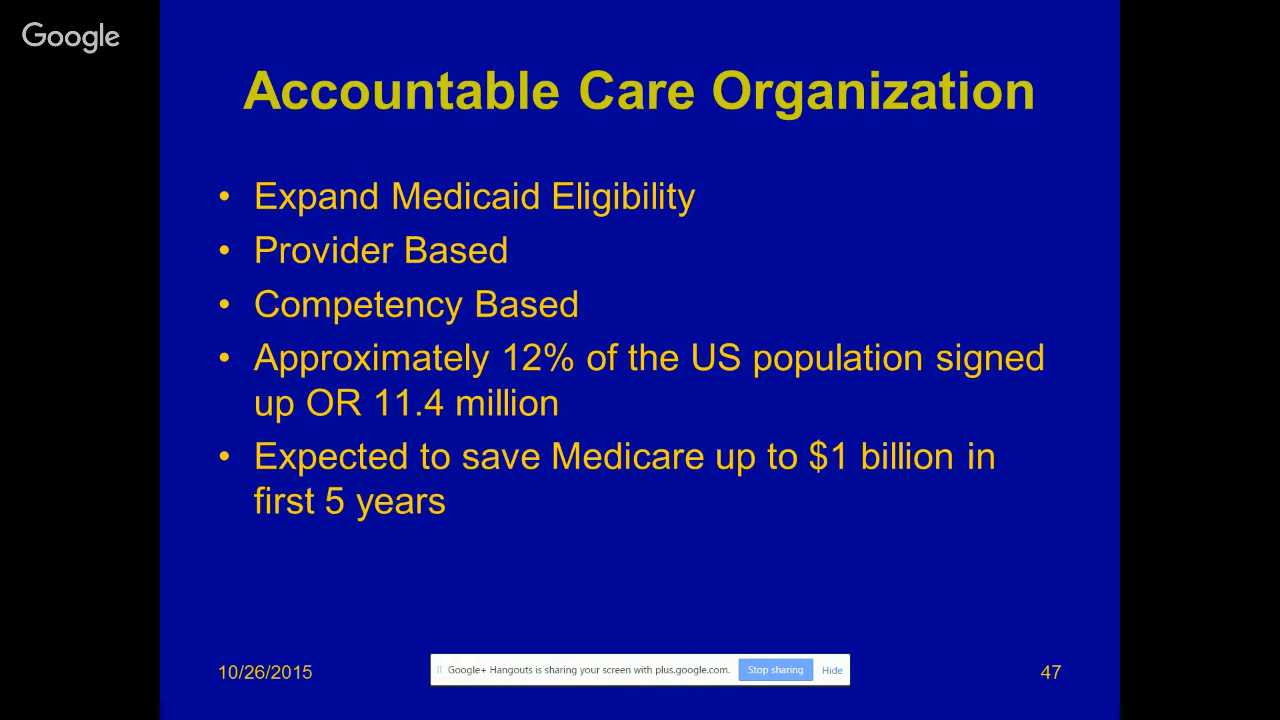 Google
Accountable Care Organization
• Expand Medicaid Eligibility
• Provider Based
• Competency Based
• Approximately 12% of the US population signed
up OR 11.4 million
• Expected to save Medicare up to $1 billion in
first 5 years
10/26/2015
Google+ Hangouts is sharing your screen with plus.google.com.
Stop sharing
Hide
47